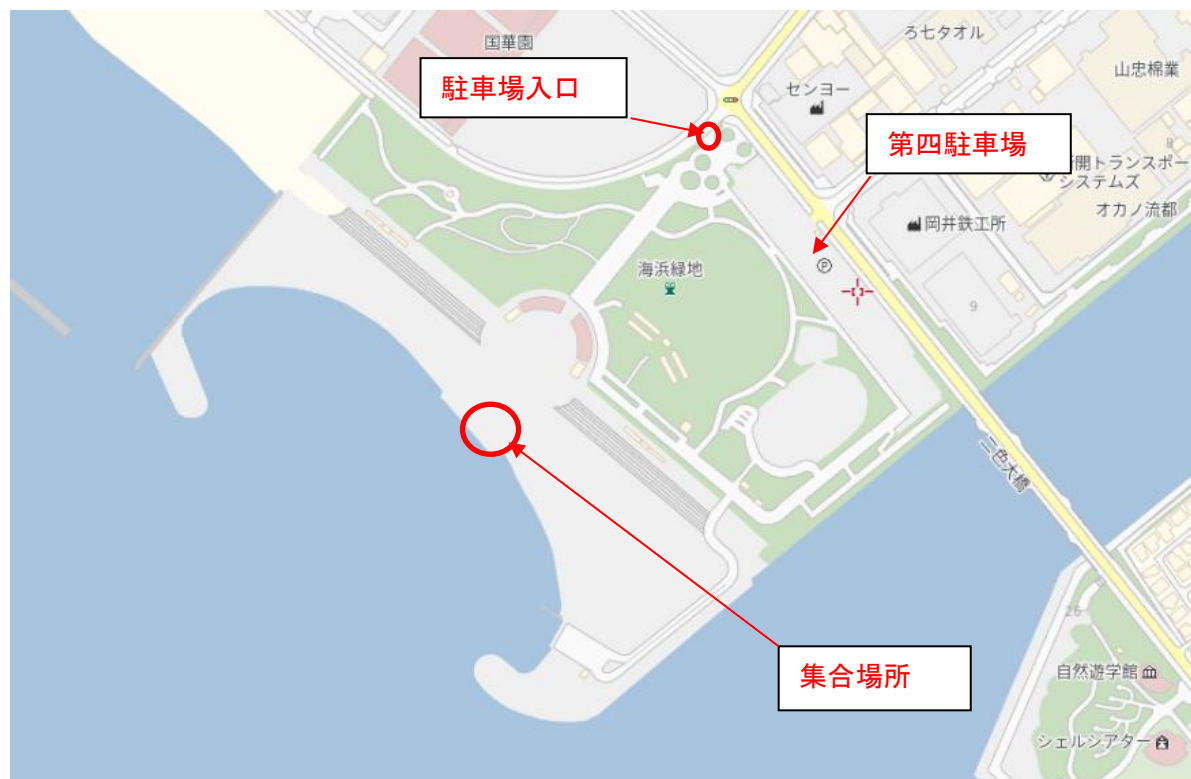 国華園
ろ七タオル
山忠棉業
駐車場入口
センヨー
第四駐車場
8
開トランスポー
システムズ
オカノ流都
岡井鉄工所
海浜緑地
P
9
二色大橋
26
集合場所
自然遊学館
シェルシアター